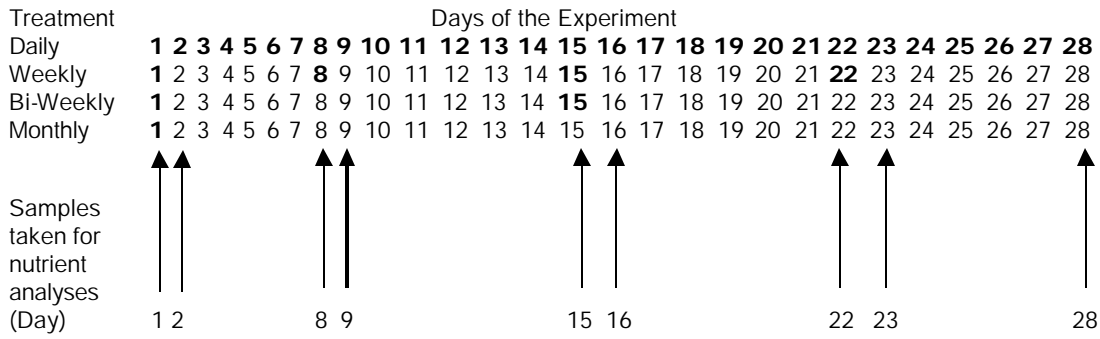 Treatment Days of the Experiment
Daily 1 2 3 4 5 6 7 8 9 10 11 12 13 14 15 16 17 18 19 20 21 22 23 24 25 26 27 28
Weekly 1 2 3 4 5 6 7 8 9 10 11 12 13 14 15 16 17 18 19 20 21 22 23 24 25 26 27 28
Bi-Weekly 1 2 3 4 5 6 7 8 9 10 11 12 13 14 15 16 17 18 19 20 21 22 23 24 25 26 27 28
Monthly 1 2 3 4 5 6 7 8 9 10 11 12 13 14 15 16 17 18 19 20 21 22 23 24 25 26 27 28
Samples
taken for
nutrient
analyses
(Day) 1 2 8 9 15 16 22 23 28